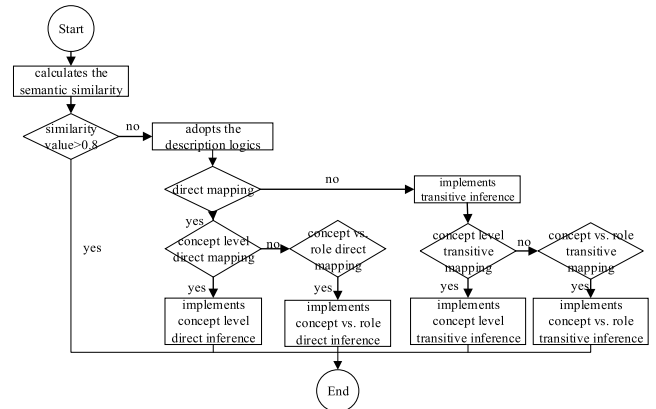 Start
calculates the
semantic similarity
similarity
value>0.8
no
adopts the
description logics
direct mapping
no
implements
transitive inference
yes
yes
concept level
direct mapping
no
concept vs.
role direct
mapping
concept level
transitive
mapping
no
concept vs. role
transitive
mapping
yes
yes
yes
yes
implements
concept level
direct inference
implements
concept vs. role
direct inference
implements
concept level
transitive inference
implements
concept vs. role
transitive inference
End